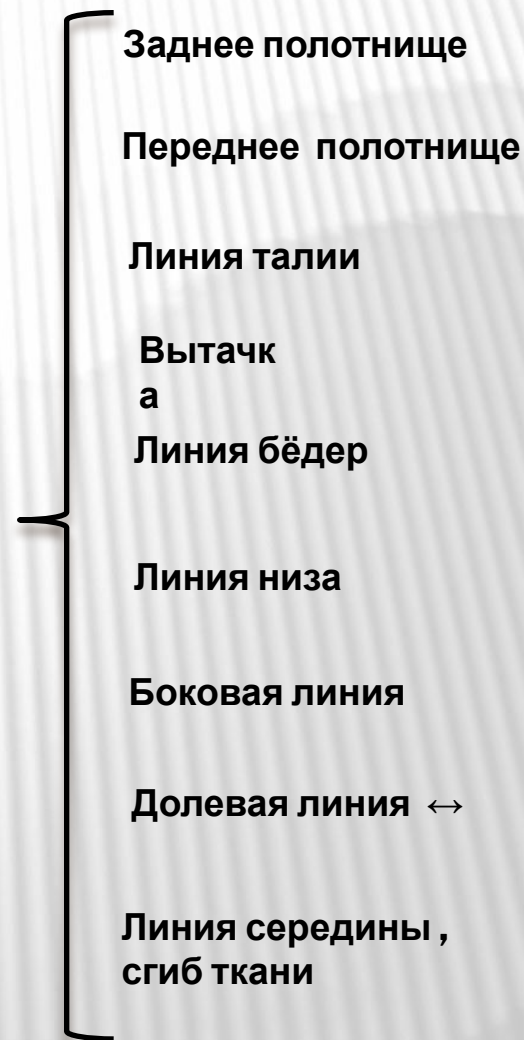 Заднее полотнище
Переднее полотнище
Линия талии
Вытачк
а
Линия бёдер
Линия низа
Боковая линия
Долевая линия ↔
Линия середины ,
сгиб ткани